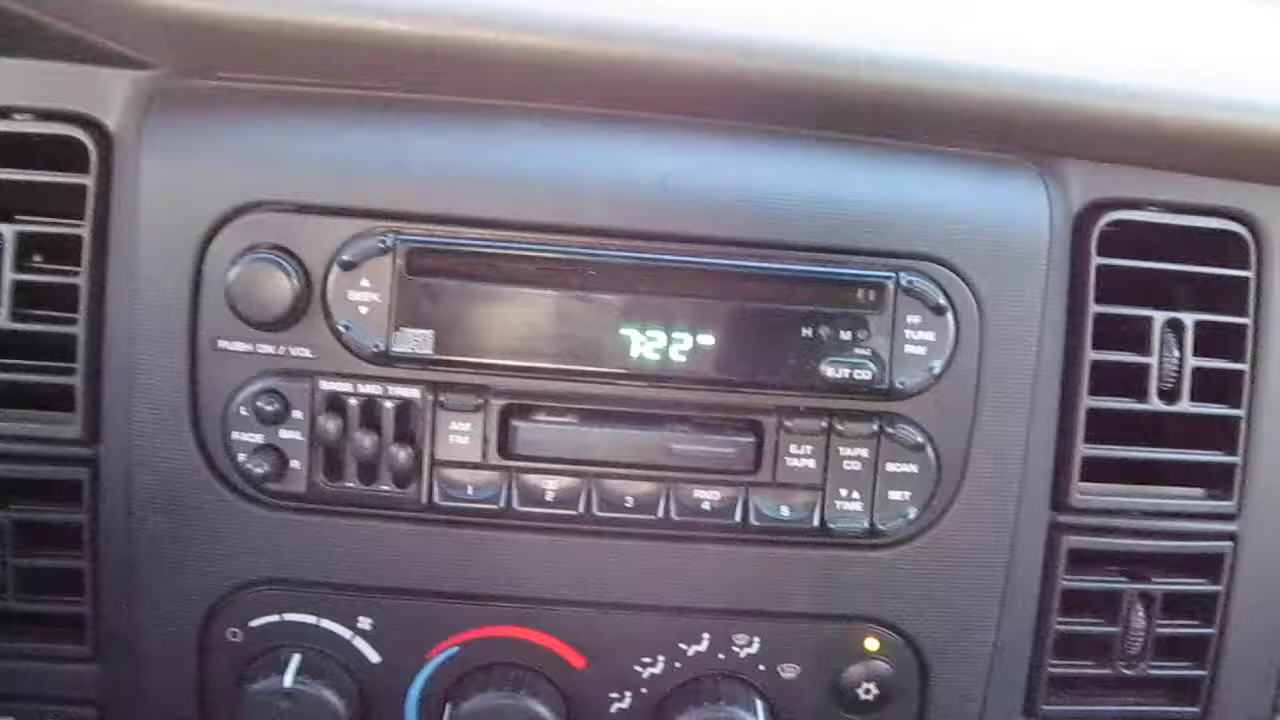 SEEK
PUSH ON / VOL
7:22
H M
EJT CD
FF
TUNE
RW
BASS MID TREB
L R
FADE BAL
F R
AM
FM
EJT
TAPE
TAPE
CD
SCAN
TIME
SET
1
2
3
RND
4
5